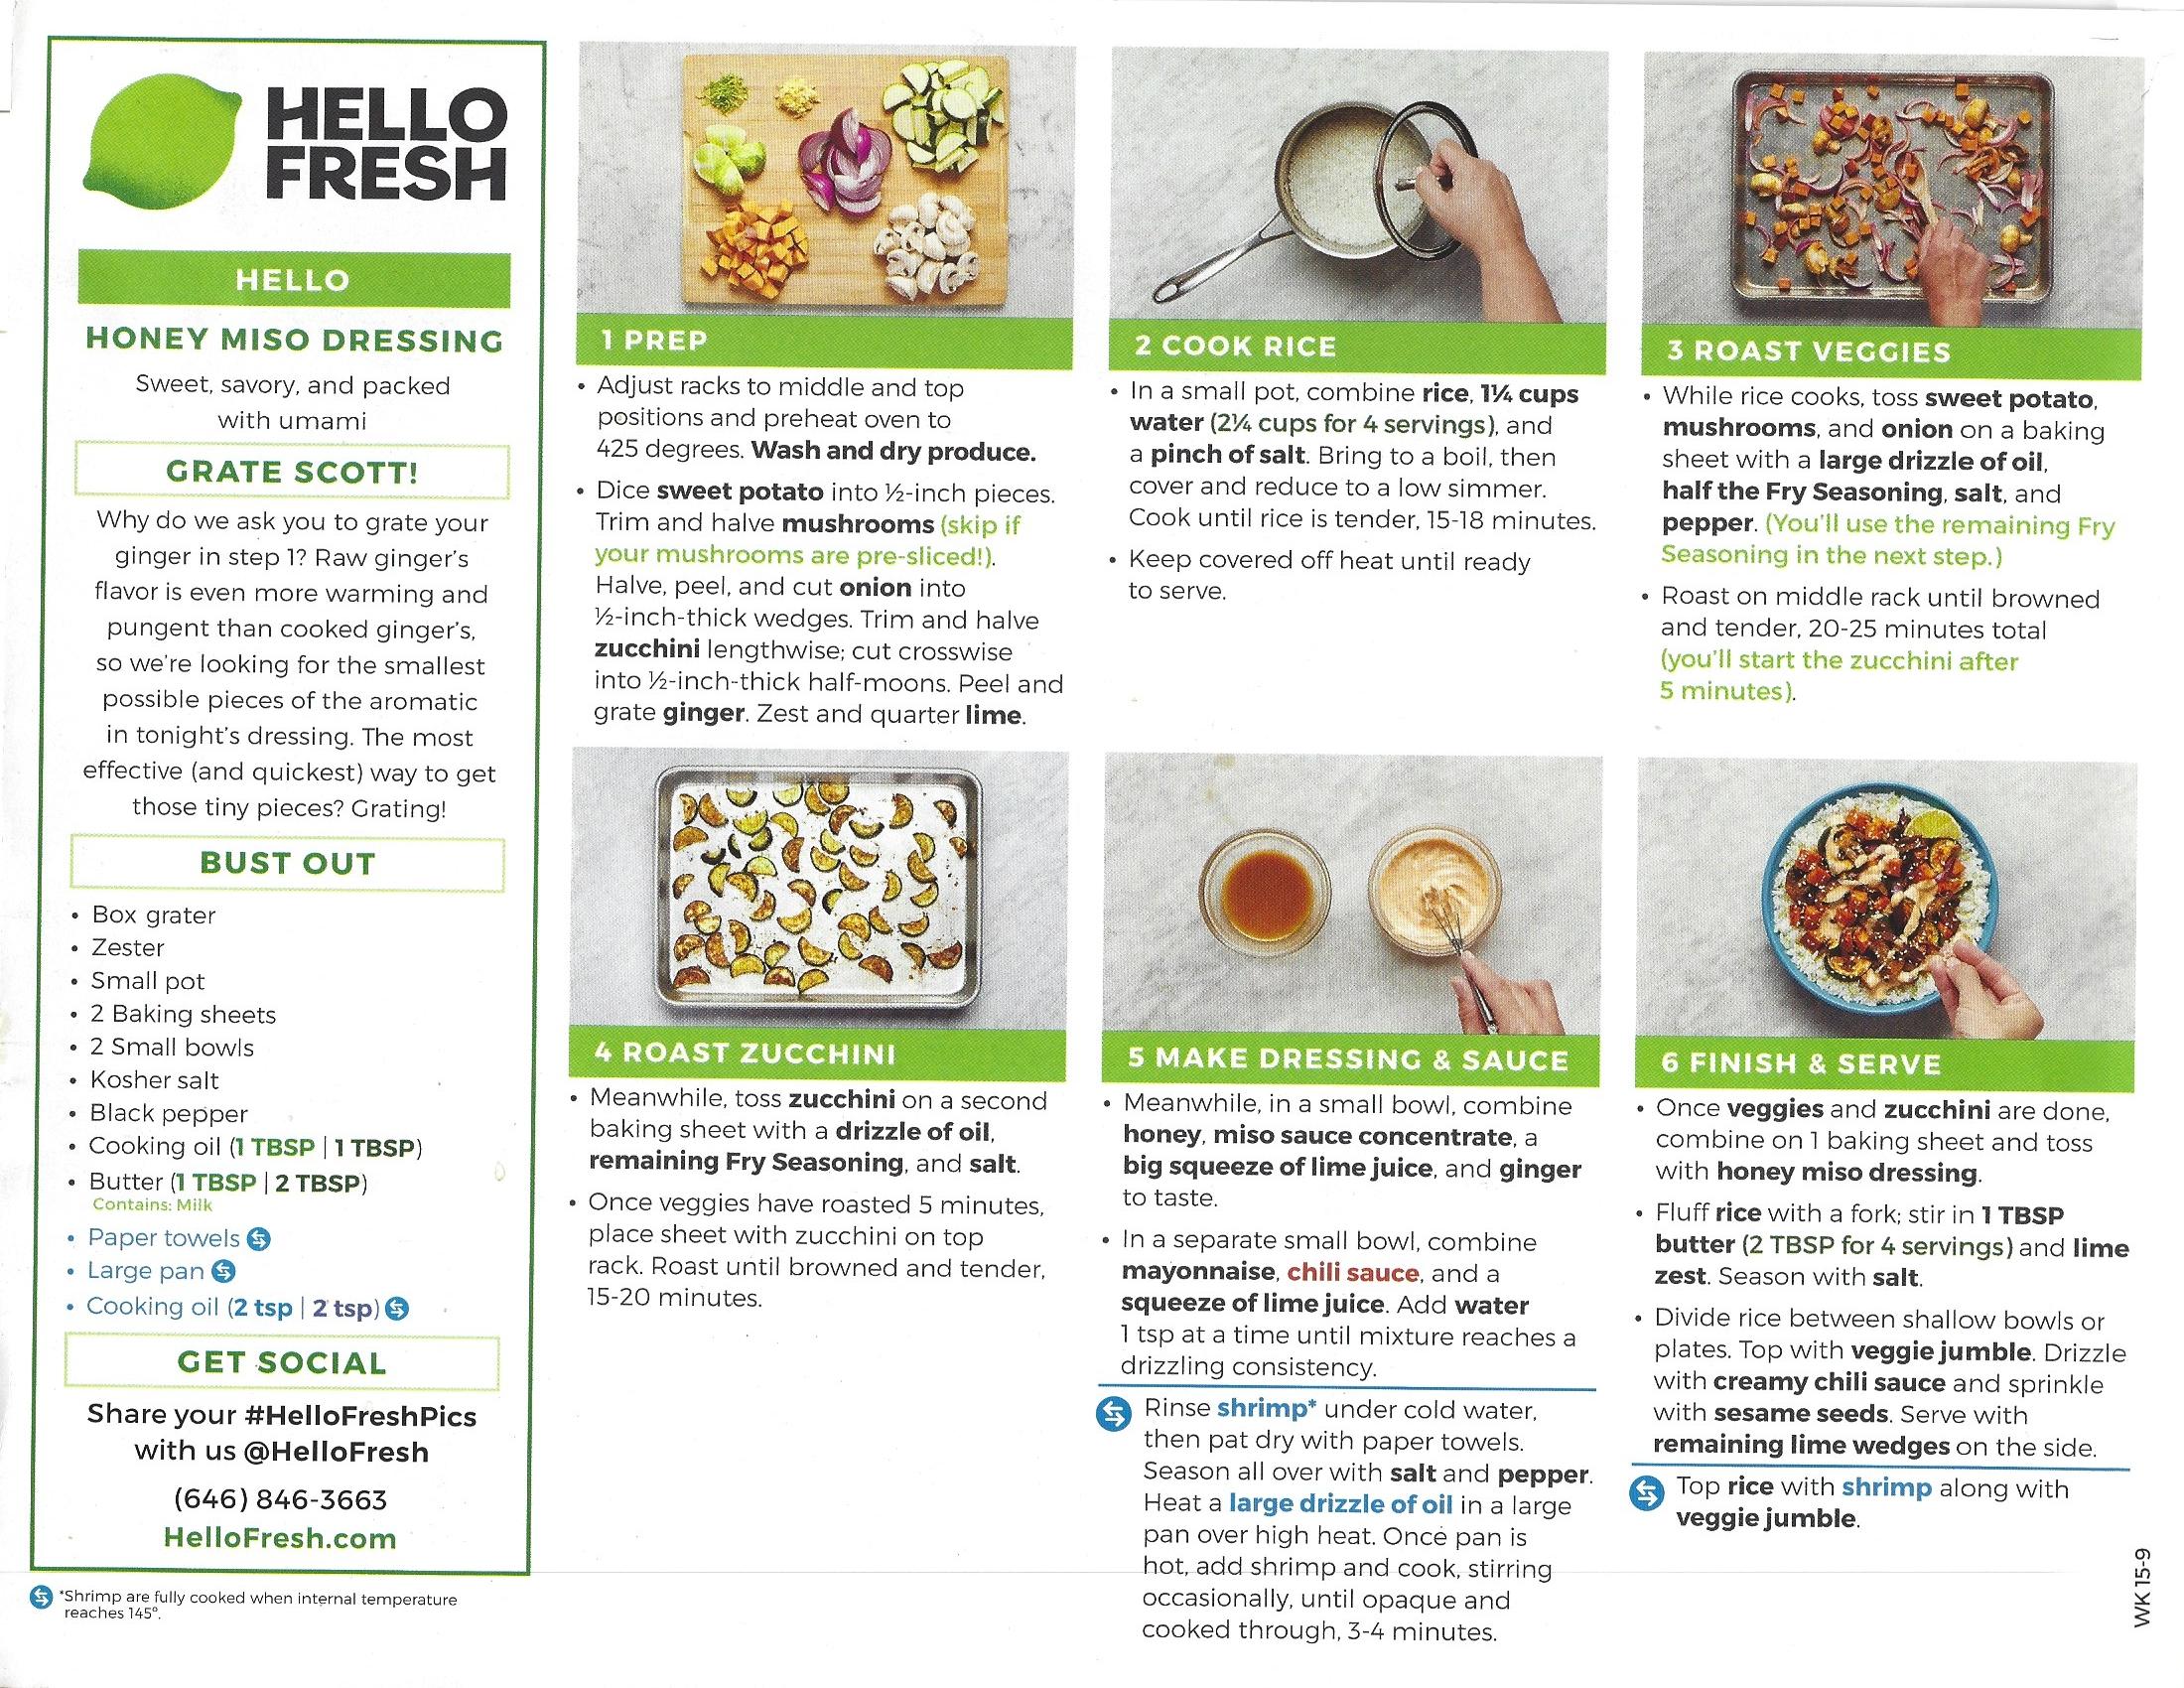 HELLO
FRESH
HELLO
HONEY MISO DRESSING
Sweet, savory, and packed
with umami
GRATE SCOTT!
Why do we ask you to grate your
ginger in step 1? Raw ginger's
flavor is even more warming and
pungent than cooked ginger's,
so we're looking for the smallest
possible pieces of the aromatic
in tonight's dressing. The most
effective (and quickest) way to get
those tiny pieces? Grating!
BUST OUT
• Box grater
• Zester
• Small pot
• 2 Baking sheets
• 2 Small bowls
• Kosher salt
• Black pepper
• Cooking oil (1 TBSP | 1 TBSP)
• Butter (1 TBSP | 2 TBSP)
Contains: Milk
• Paper towels
• Large pan
• Cooking oil (2 tsp | 2 tsp)
GET SOCIAL
Share your #HelloFreshPics
with us @HelloFresh
(646) 846-3663
HelloFresh.com
*Shrimp are fully cooked when internal temperature
reaches 145°.
1 PREP
• Adjust racks to middle and top
positions and preheat oven to
425 degrees. Wash and dry produce.
• Dice sweet potato into ½-inch pieces.
Trim and halve mushrooms (skip if
your mushrooms are pre-sliced!).
Halve, peel, and cut onion into
½-inch-thick wedges. Trim and halve
zucchini lengthwise; cut crosswise
into ½-inch-thick half-moons. Peel and
grate ginger. Zest and quarter lime.
2 COOK RICE
• In a small pot, combine rice, 1¼ cups
water (2¼ cups for 4 servings), and
a pinch of salt. Bring to a boil, then
cover and reduce to a low simmer.
Cook until rice is tender, 15-18 minutes.
• Keep covered off heat until ready
to serve.
3 ROAST VEGGIES
• While rice cooks, toss sweet potato,
mushrooms, and onion on a baking
sheet with a large drizzle of oil,
half the Fry Seasoning, salt, and
pepper. (You'll use the remaining Fry
Seasoning in the next step.)
• Roast on middle rack until browned
and tender, 20-25 minutes total
(you'll start the zucchini after
5 minutes).
4 ROAST ZUCCHINI
• Meanwhile, toss zucchini on a second
baking sheet with a drizzle of oil,
remaining Fry Seasoning, and salt.
• Once veggies have roasted 5 minutes,
place sheet with zucchini on top
rack. Roast until browned and tender,
15-20 minutes.
5 MAKE DRESSING & SAUCE
• Meanwhile, in a small bowl, combine
honey, miso sauce concentrate, a
big squeeze of lime juice, and ginger
to taste.
• In a separate small bowl, combine
mayonnaise, chili sauce, and a
squeeze of lime juice. Add water
1 tsp at a time until mixture reaches a
drizzling consistency.
Rinse shrimp* under cold water,
then pat dry with paper towels.
Season all over with salt and pepper.
Heat a large drizzle of oil in a large
pan over high heat. Once pan is
hot, add shrimp and cook, stirring
occasionally, until opaque and
cooked through, 3-4 minutes.
6 FINISH & SERVE
• Once veggies and zucchini are done,
combine on 1 baking sheet and toss
with honey miso dressing.
• Fluff rice with a fork; stir in 1 TBSP
butter (2 TBSP for 4 servings) and lime
zest. Season with salt.
• Divide rice between shallow bowls or
plates. Top with veggie jumble. Drizzle
with creamy chili sauce and sprinkle
with sesame seeds. Serve with
remaining lime wedges on the side.
Top rice with shrimp along with
veggie jumble.
WK 15-9